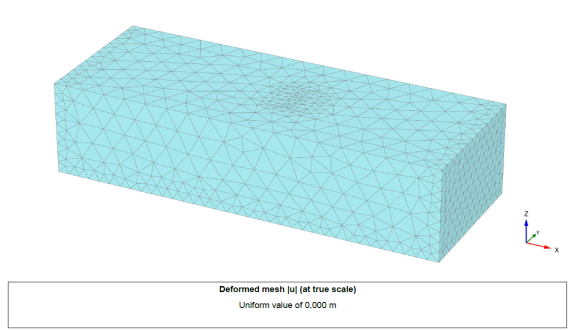 Z
Y
X
Deformed mesh |u| (at true scale)
Uniform value of 0,000 m